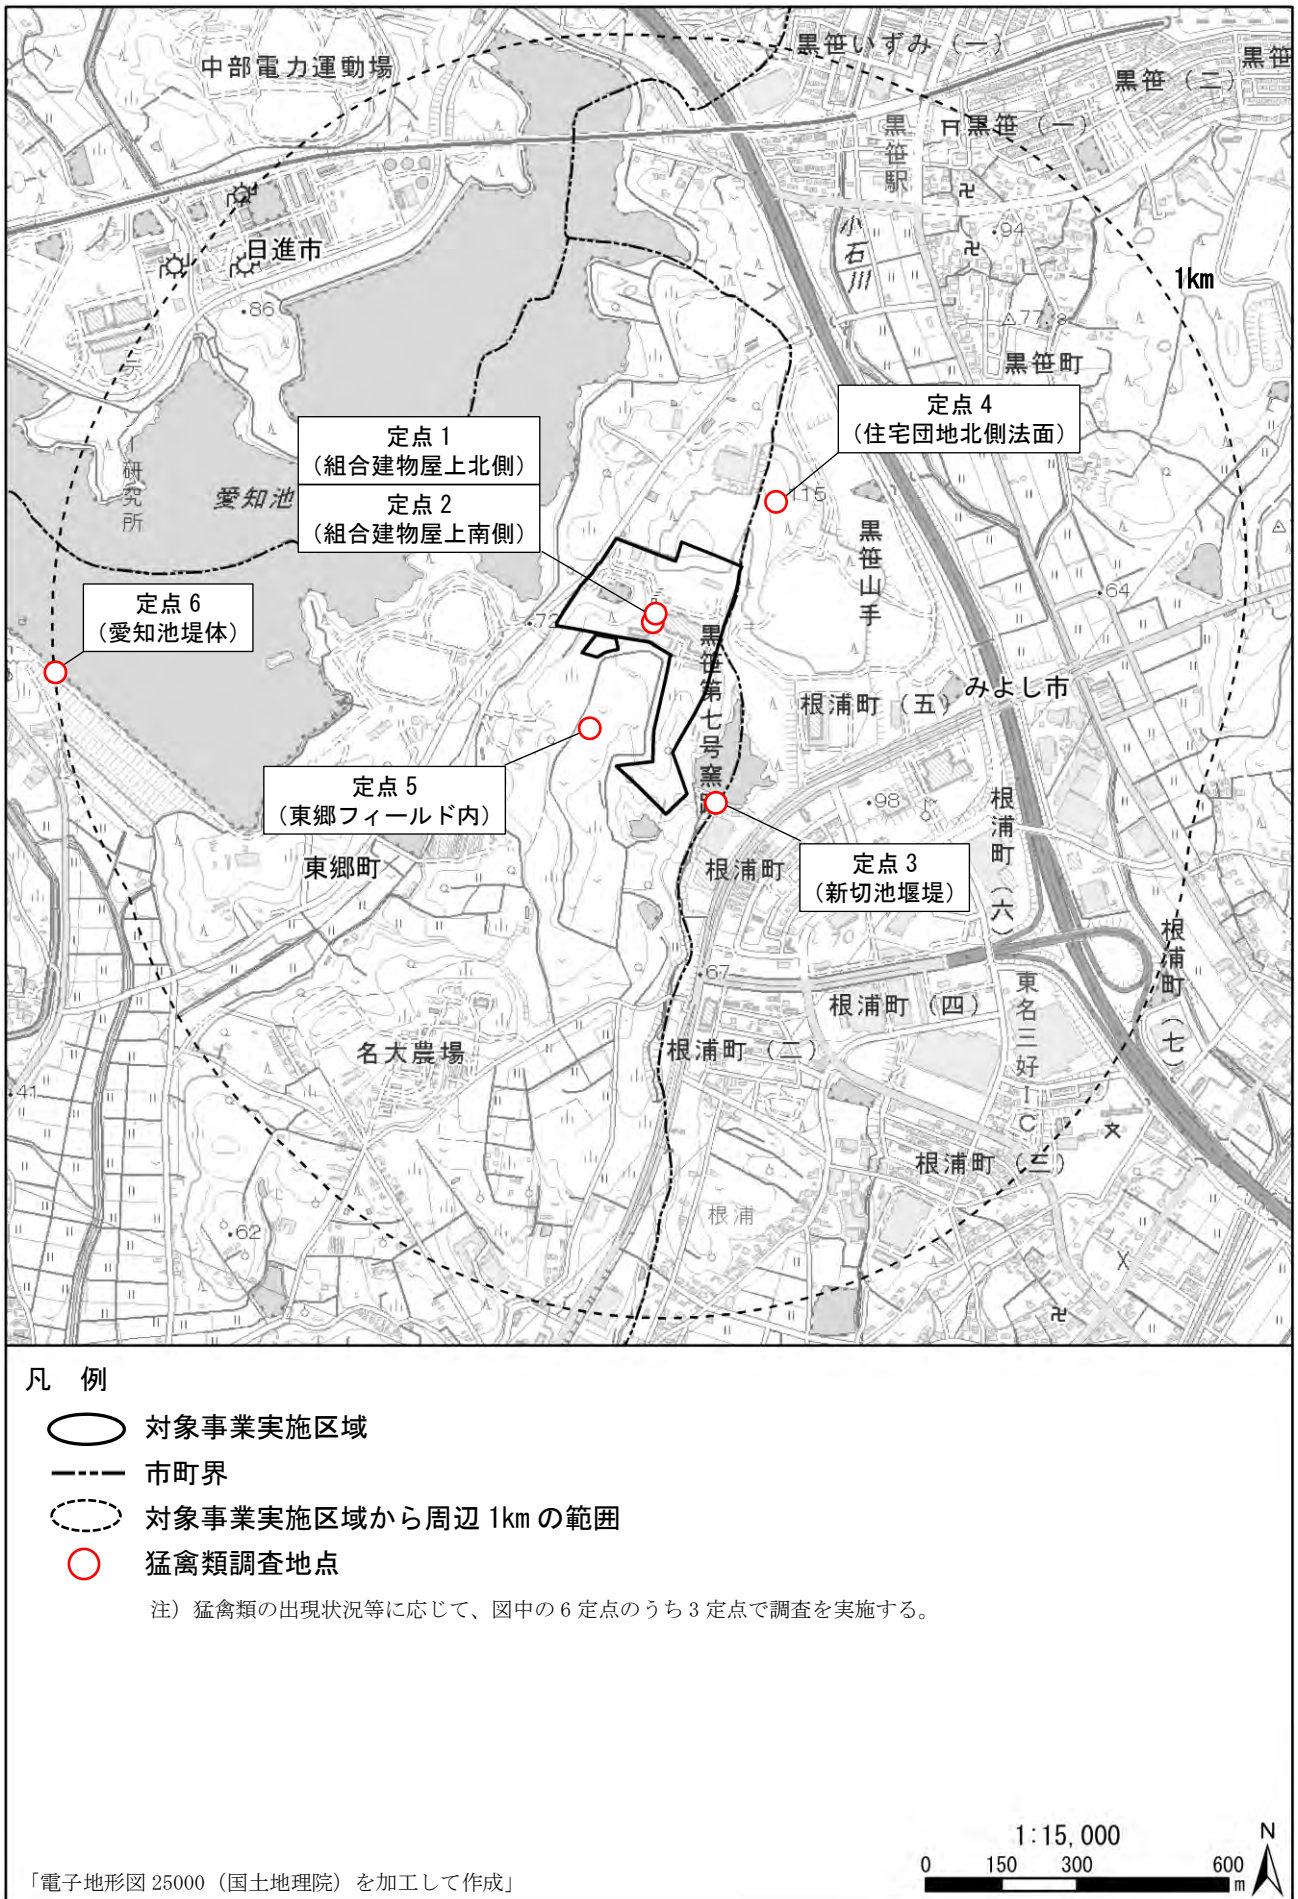 中部電力運動場
黒笹いずみ（一）
黒笹（二）
黒笹
黒笹（一）
黒笹駅
日進市
小石川
・94
1km
・86
70
△77.8
黒笹町
定点1
（組合建物屋上北側）
定点4
（住宅団地北側法面）
研究所
愛知池
定点2
（組合建物屋上南側）
115
黒笹山手
・64
定点6
（愛知池堤体）
・72
黒笹第七号窯跡
みよし市
根浦町（五）
定点5
（東郷フィールド内）
・98
根浦町（六）
東郷町
根浦町
定点3
（新切池堰堤）
70
・67
根浦町（七）
根浦町（四）
東名三好IC
名大農場
根浦町（二）
・41
根浦町（三）
根浦
・62
凡　例
対象事業実施区域
市町界
対象事業実施区域から周辺1kmの範囲
猛禽類調査地点
注）猛禽類の出現状況等に応じて、図中の6定点のうち3定点で調査を実施する。
1:15,000
N
0 150 300 600
m
「電子地形図25000（国土地理院）を加工して作成」